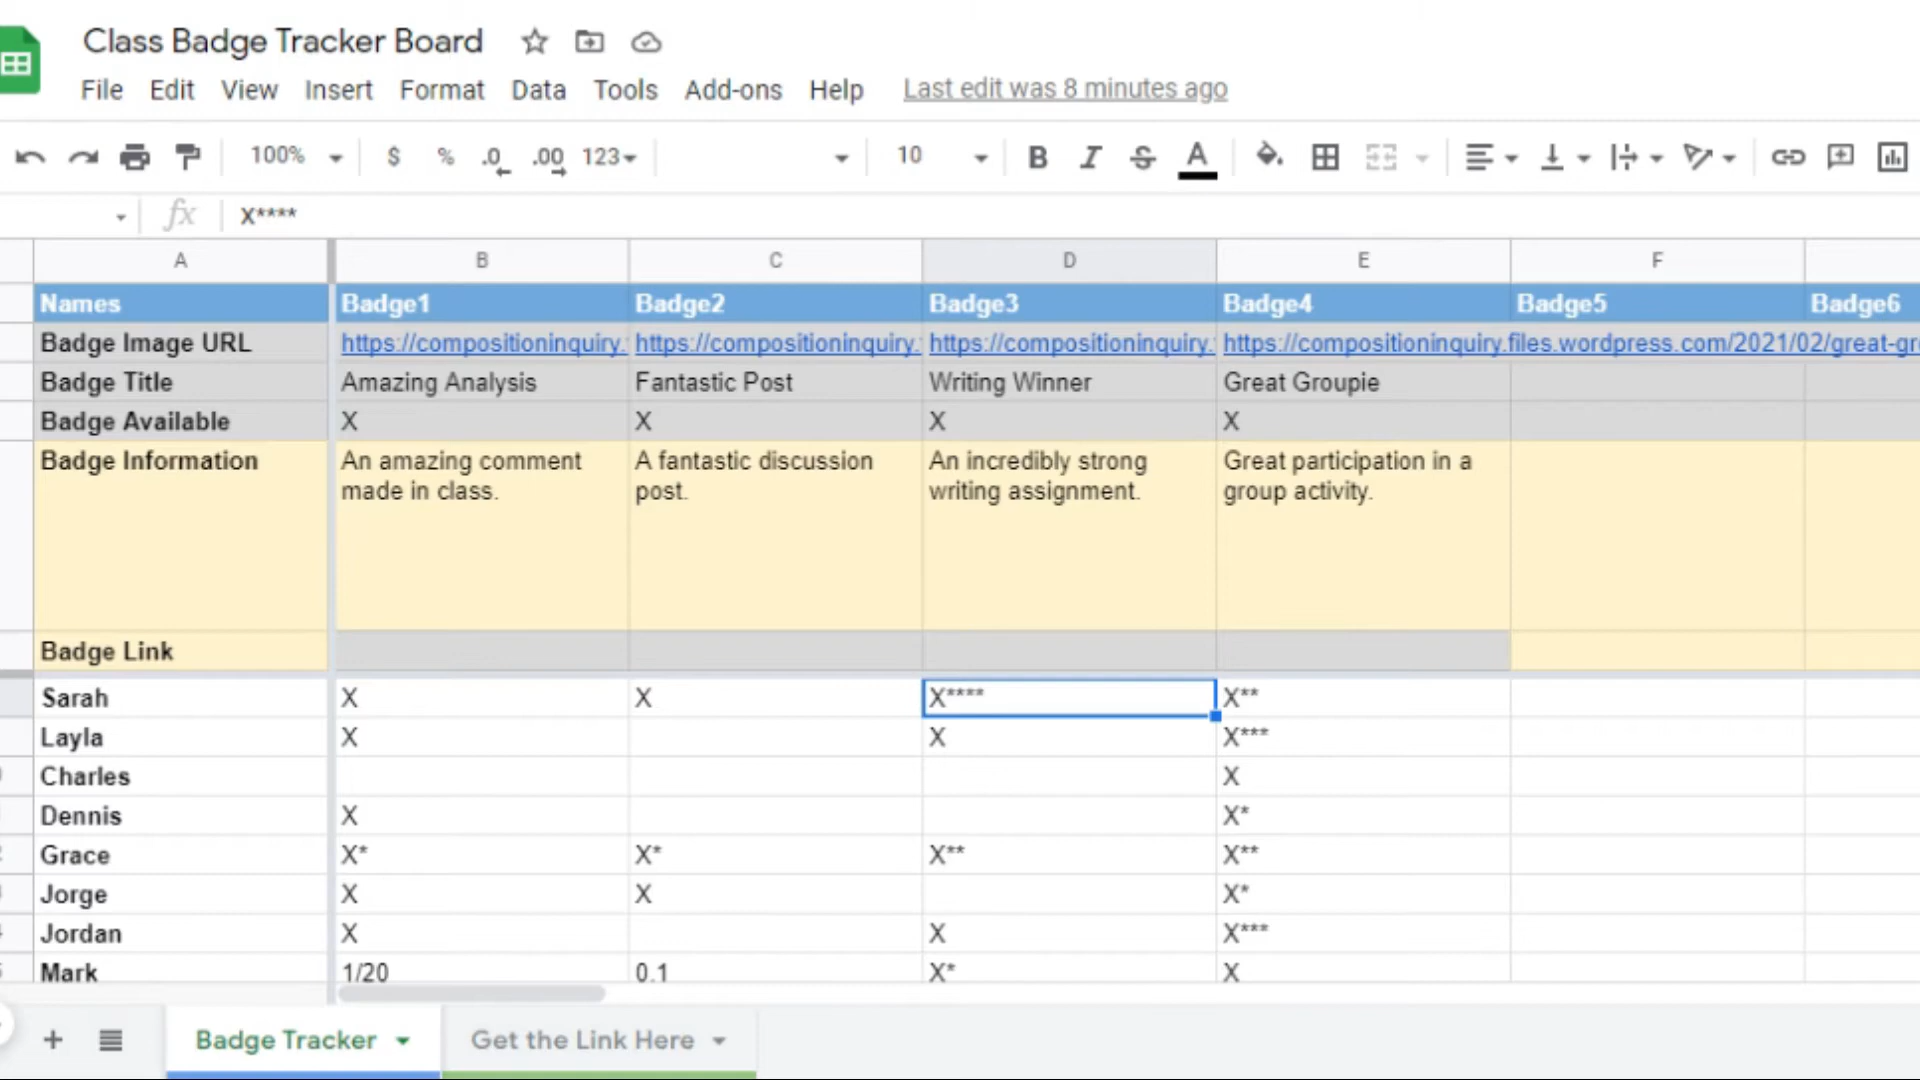 Class Badge Tracker Board
File Edit View Insert Format Data Tools Add-ons Help Last edit was 8 minutes ago
100% $ % .0 .00 123 10 B I S A
fx X****
A B C D E F
Names Badge1 Badge2 Badge3 Badge4 Badge5 Badge6
Badge Image URL https://compositioninquiry. https://compositioninquiry. https://compositioninquiry. https://compositioninquiry.files.wordpress.com/2021/02/great-gr
Badge Title Amazing Analysis Fantastic Post Writing Winner Great Groupie
Badge Available X X X X
Badge Information An amazing comment A fantastic discussion An incredibly strong Great participation in a
made in class. post. writing assignment. group activity.
Badge Link
Sarah X X X**** X**
Layla X X X***
Charles X
Dennis X X*
Grace X* X* X** X**
Jorge X X X*
Jordan X X X***
Mark 1/20 0.1 X* X
Badge Tracker Get the Link Here